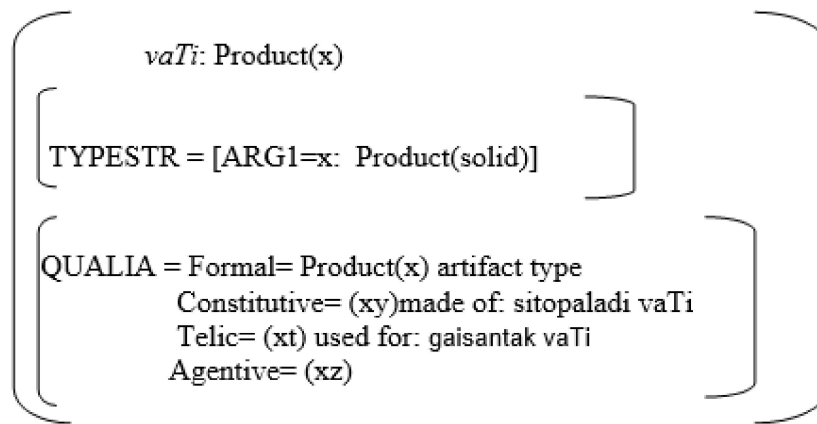 vaTi: Product(x)
TYPESTR = [ARG1=x: Product(solid)]
QUALIA = Formal= Product(x) artifact type
Constitutive= (xy)made of: sitopaladi vaTi
Telic= (xt) used for: gaisantak vaTi
Agentive= (xz)